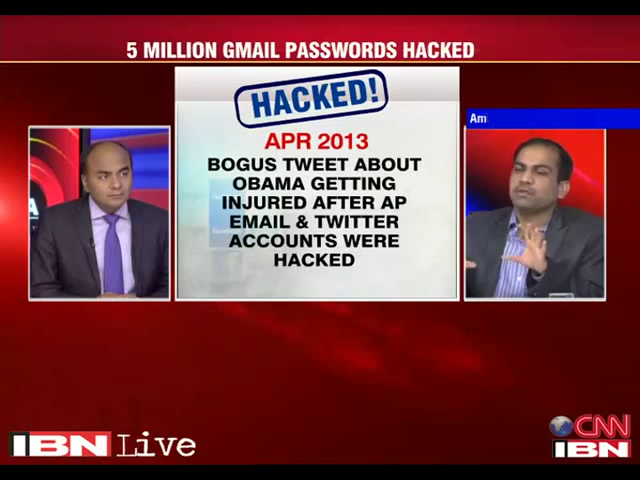 5 MILLION GMAIL PASSWORDS HACKED
HACKED!
APR 2013
BOGUS TWEET ABOUT
OBAMA GETTING
INJURED AFTER AP
EMAIL & TWITTER
ACCOUNTS WERE
HACKED
Am
IBN Live
CNN
IBN